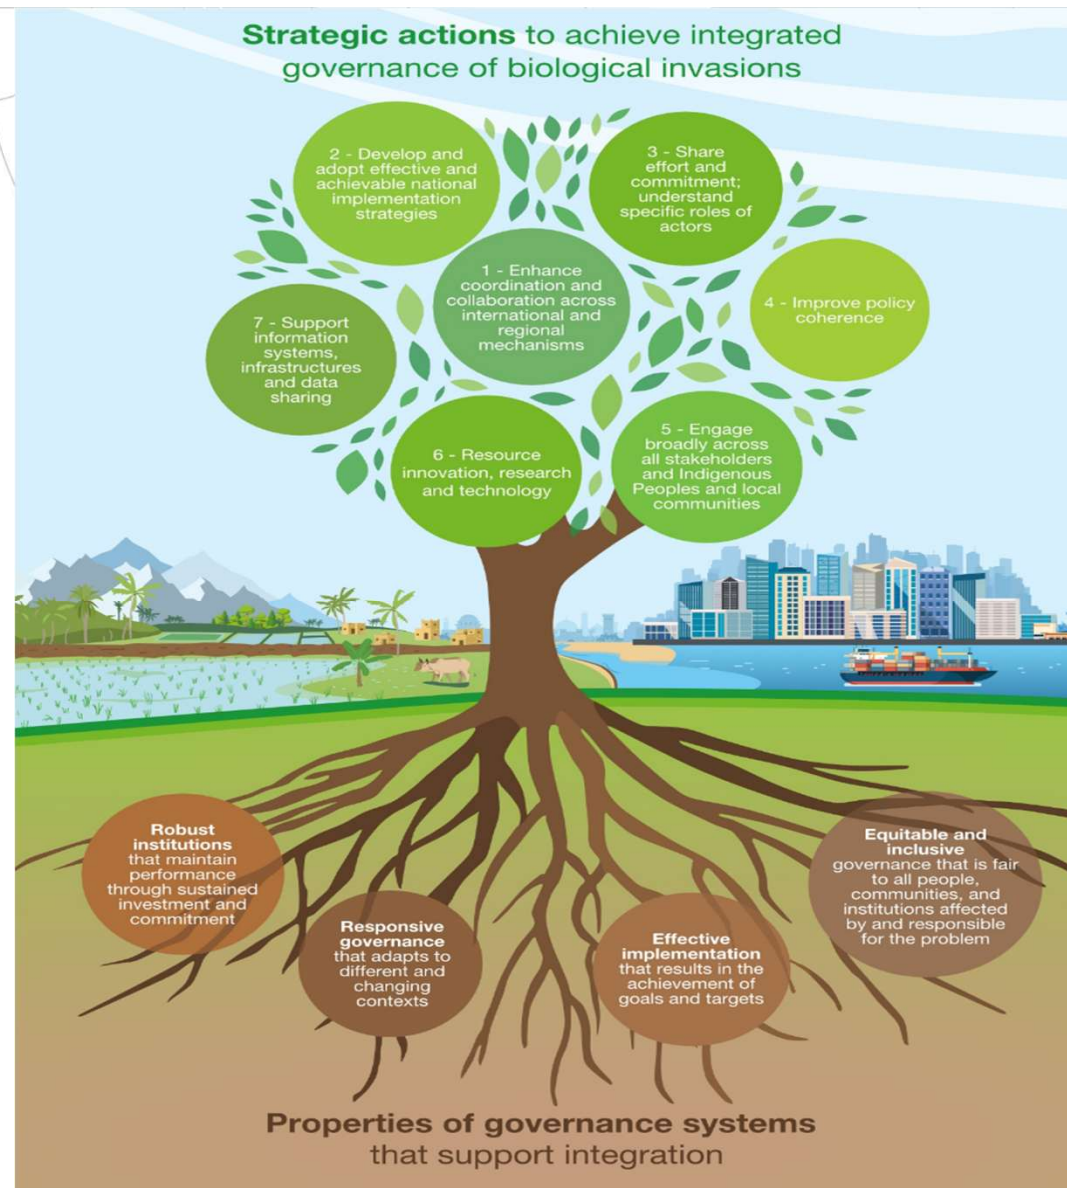 Strategic actions to achieve integrated
governance of biological invasions
2 - Develop and
adopt effective and
achievable national
implementation
strategies
3 - Share
effort and
commitment;
understand
specific roles of
actors
1 - Enhance
coordination and
collaboration across
international and
regional
mechanisms
4 - Improve policy
coherence
7 - Support
information
systems,
infrastructures
and data
sharing
6 - Resource
innovation, research
and technology
5 - Engage
broadly across
all stakeholders
and Indigenous
Peoples and local
communities
Robust
institutions
that maintain
performance
through sustained
investment and
commitment
Responsive
governance
that adapts to
different and
changing
contexts
Effective
implementation
that results in the
achievement of
goals and targets
Equitable and
inclusive
governance that is fair
to all people,
communities, and
institutions affected
by and responsible
for the problem
Properties of governance systems
that support integration